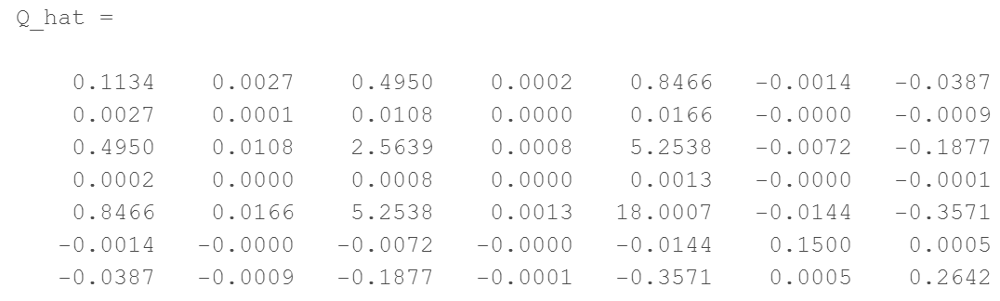 Q_hat =
0.1134 0.0027 0.4950 0.0002 0.8466 -0.0014 -0.0387
0.0027 0.0001 0.0108 0.0000 0.0166 -0.0000 -0.0009
0.4950 0.0108 2.5639 0.0008 5.2538 -0.0072 -0.1877
0.0002 0.0000 0.0008 0.0000 0.0013 -0.0000 -0.0001
0.8466 0.0166 5.2538 0.0013 18.0007 -0.0144 -0.3571
-0.0014 -0.0000 -0.0072 -0.0000 -0.0144 0.1500 0.0005
-0.0387 -0.0009 -0.1877 -0.0001 -0.3571 0.0005 0.2642